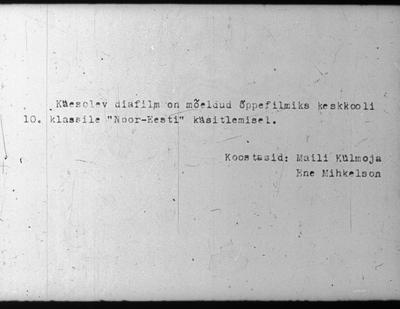 Käesolev diafilm on mõeldud õppefilmiks keskkooli
10. klassile "Noor-Eesti" käsitlemisel.
Koostasid: Maili Külmoja
Ene Mihkelson